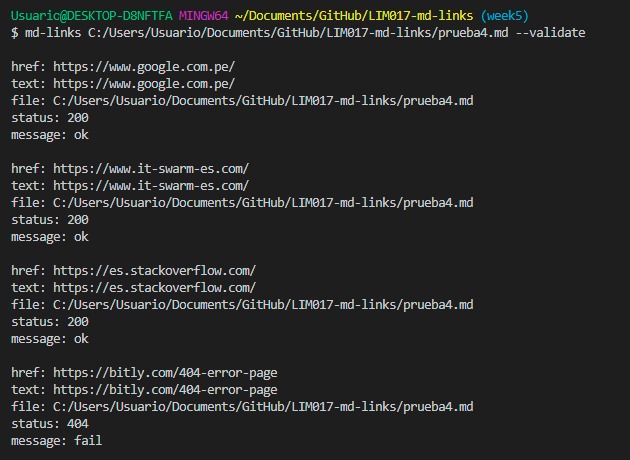 Usuario@DESKTOP-D8NFTFA MINGW64 ~/Documents/GitHub/LIM017-md-links (week5)
$ md-links C:/Users/Usuario/Documents/GitHub/LIM017-md-links/prueba4.md --validate
href: https://www.google.com.pe/
text: https://www.google.com.pe/
file: C:/Users/Usuario/Documents/GitHub/LIM017-md-links/prueba4.md
status: 200
message: ok
href: https://www.it-swarm-es.com/
text: https://www.it-swarm-es.com/
file: C:/Users/Usuario/Documents/GitHub/LIM017-md-links/prueba4.md
status: 200
message: ok
href: https://es.stackoverflow.com/
text: https://es.stackoverflow.com/
file: C:/Users/Usuario/Documents/GitHub/LIM017-md-links/prueba4.md
status: 200
message: ok
href: https://bitly.com/404-error-page
text: https://bitly.com/404-error-page
file: C:/Users/Usuario/Documents/GitHub/LIM017-md-links/prueba4.md
status: 404
message: fail